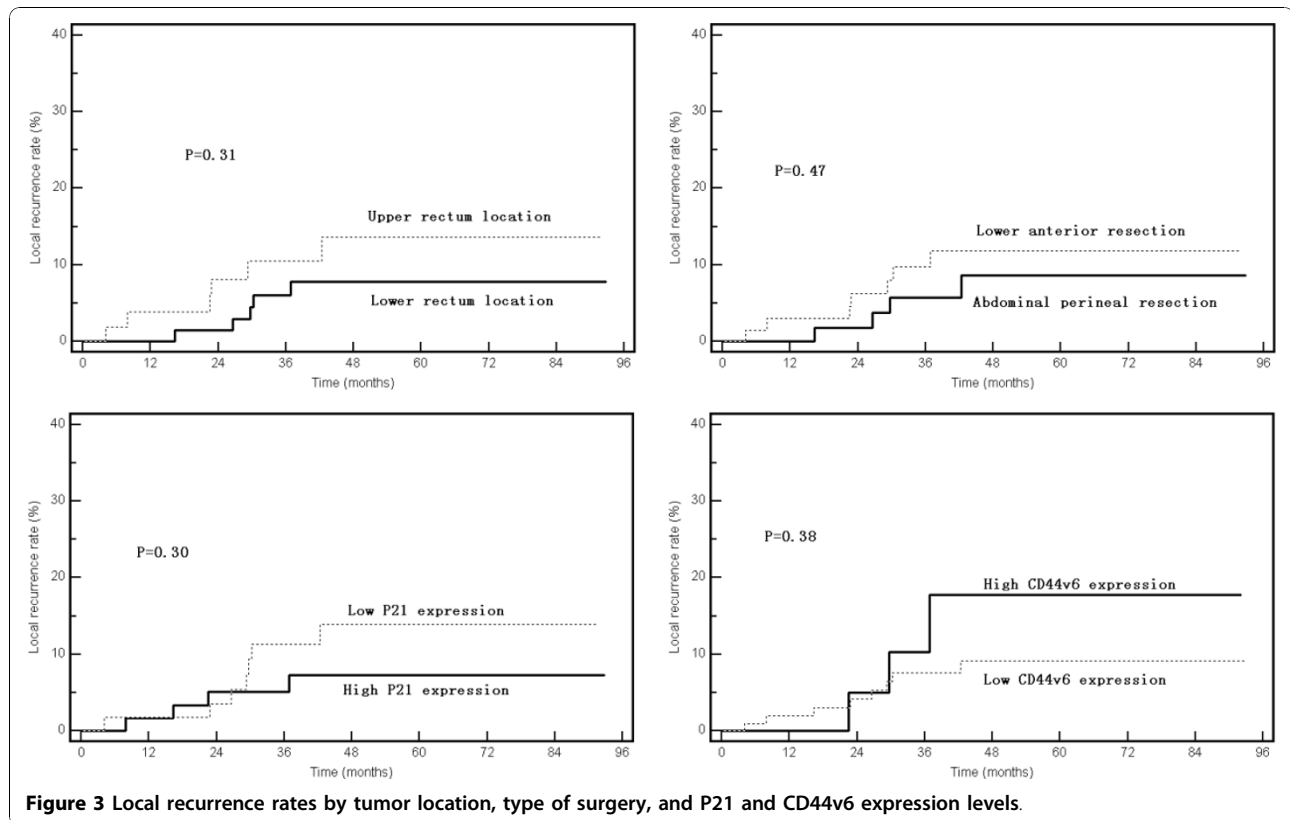 40
30
20
10
0
Local recurrence rate (%)
P=0.31
Upper rectum location
Lower rectum location
0 12 24 36 48 60 72 84 96
Time (months)
40
30
20
10
0
Local recurrence rate (%)
P=0.47
Lower anterior resection
Abdominal perineal resection
0 12 24 36 48 60 72 84 96
Time (months)
40
30
20
10
0
Local recurrence rate (%)
P=0.30
Low P21 expression
High P21 expression
0 12 24 36 48 60 72 84 96
Time (months)
40
30
20
10
0
Local recurrence rate (%)
P=0.38
High CD44v6 expression
Low CD44v6 expression
0 12 24 36 48 60 72 84 96
Time (months)
Figure 3 Local recurrence rates by tumor location, type of surgery, and P21 and CD44v6 expression levels.